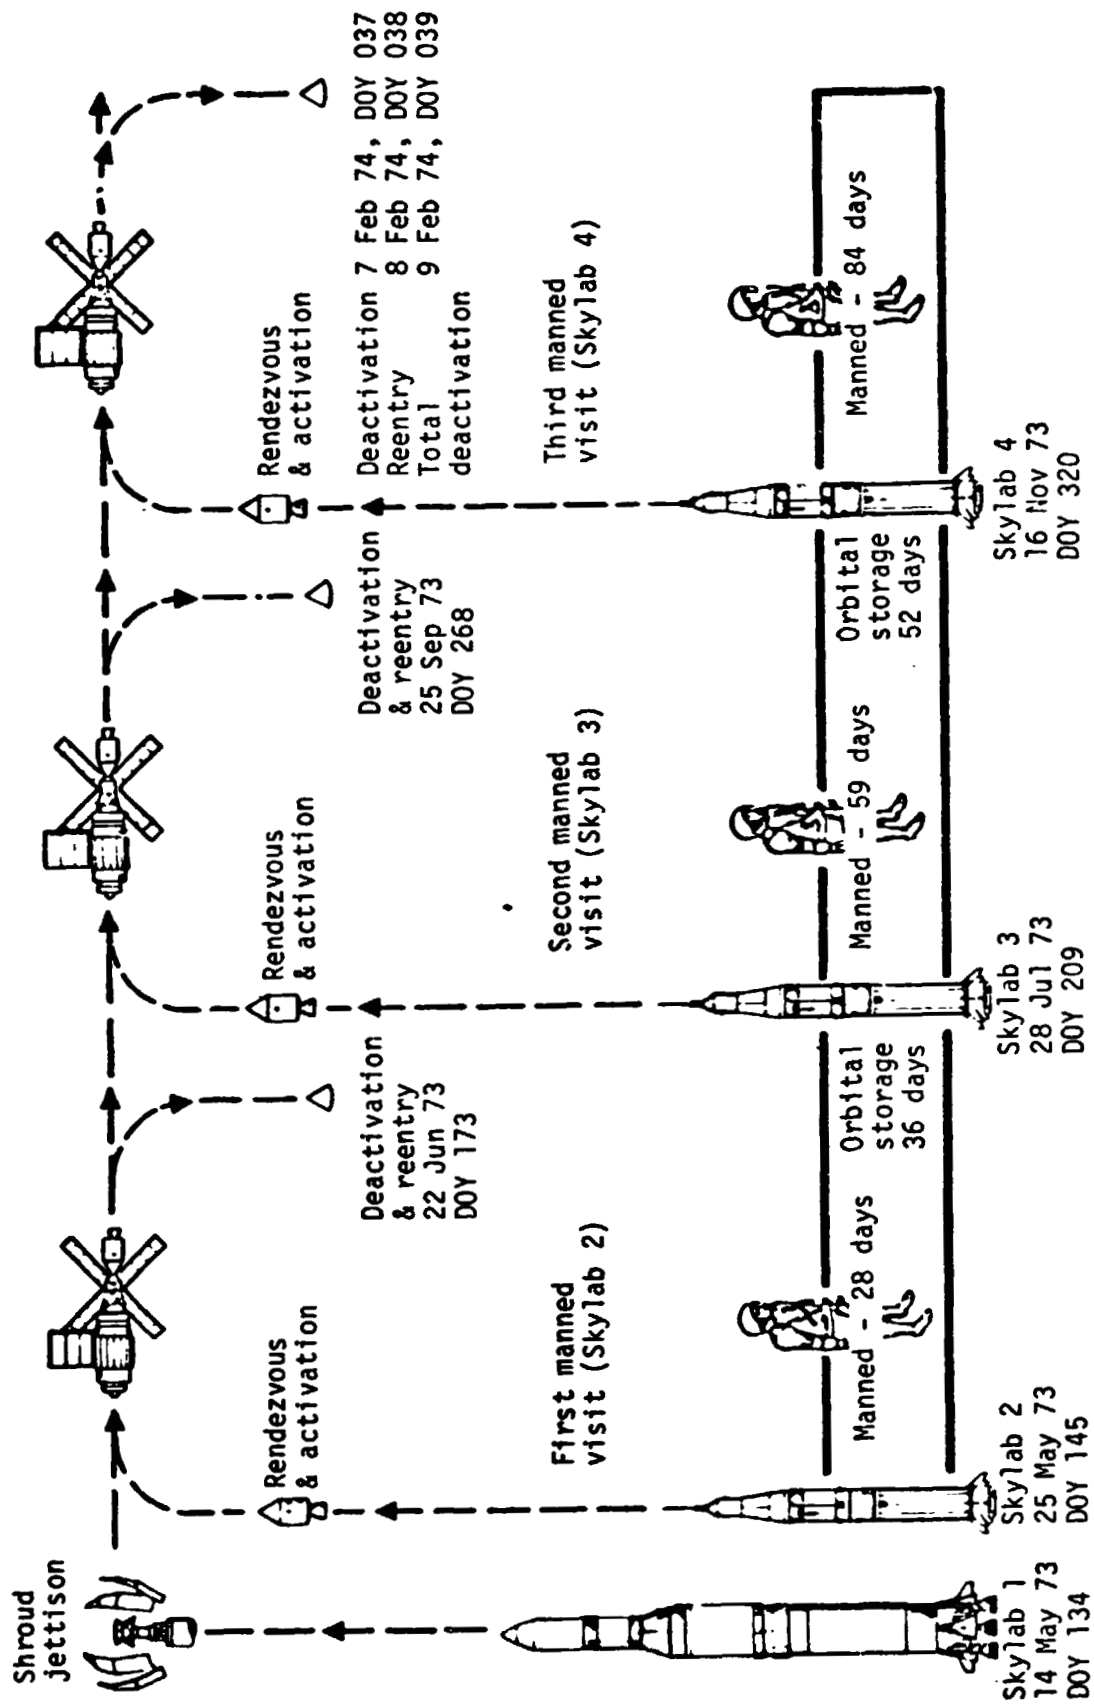 Shroud
jettison
Rendezvous
& activation
Rendezvous
& activation
Rendezvous
& activation
Deactivation
& reentry
22 Jun 73
DOY 173
Deactivation
& reentry
25 Sep 73
DOY 268
Deactivation 7 Feb 74, DOY 037
Reentry 8 Feb 74, DOY 038
Total 9 Feb 74, DOY 039
deactivation
First manned
visit (Skylab 2)
Second manned
visit (Skylab 3)
Third manned
visit (Skylab 4)
Manned - 28 days
Orbital
storage
36 days
Manned - 59 days
Orbital
storage
52 days
Manned - 84 days
Skylab 1
14 May 73
DOY 134
Skylab 2
25 May 73
DOY 145
Skylab 3
28 Jul 73
DOY 209
Skylab 4
16 Nov 73
DOY 320